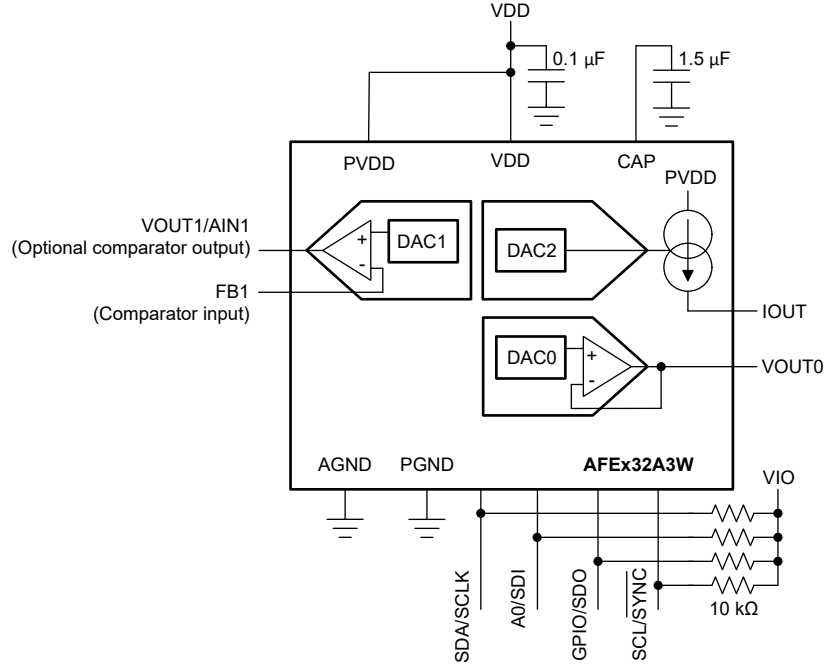 VDD
0.1 µF
1.5 µF
PVDD
VDD
CAP
PVDD
VOUT1/AIN1
(Optional comparator output)
+
-
DAC1
DAC2
FB1
(Comparator input)
IOUT
DAC0
+
-
VOUT0
AGND
PGND
AFEx32A3W
VIO
SDA/SCLK
A0/SDI
GPIO/SDO
SCL/SYNC
10 kΩ